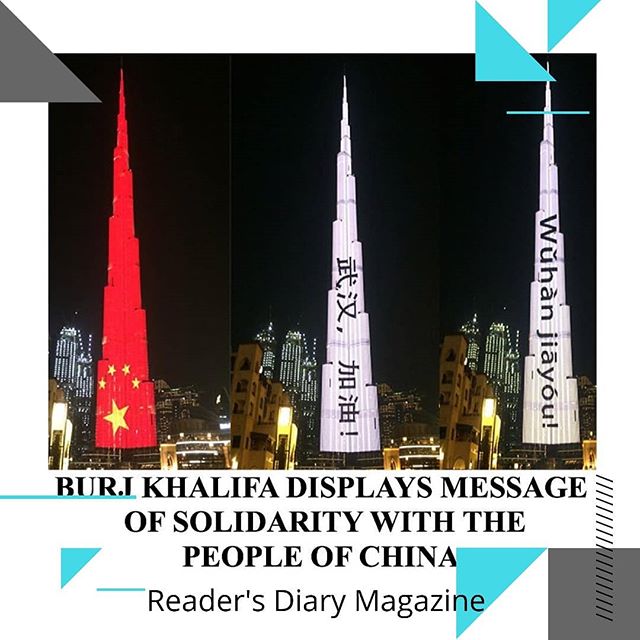 武汉，加油!
Wǔhàn jiāyóu!
BURJ KHALIFA DISPLAYS MESSAGE
OF SOLIDARITY WITH THE
PEOPLE OF CHINA
Reader's Diary Magazine